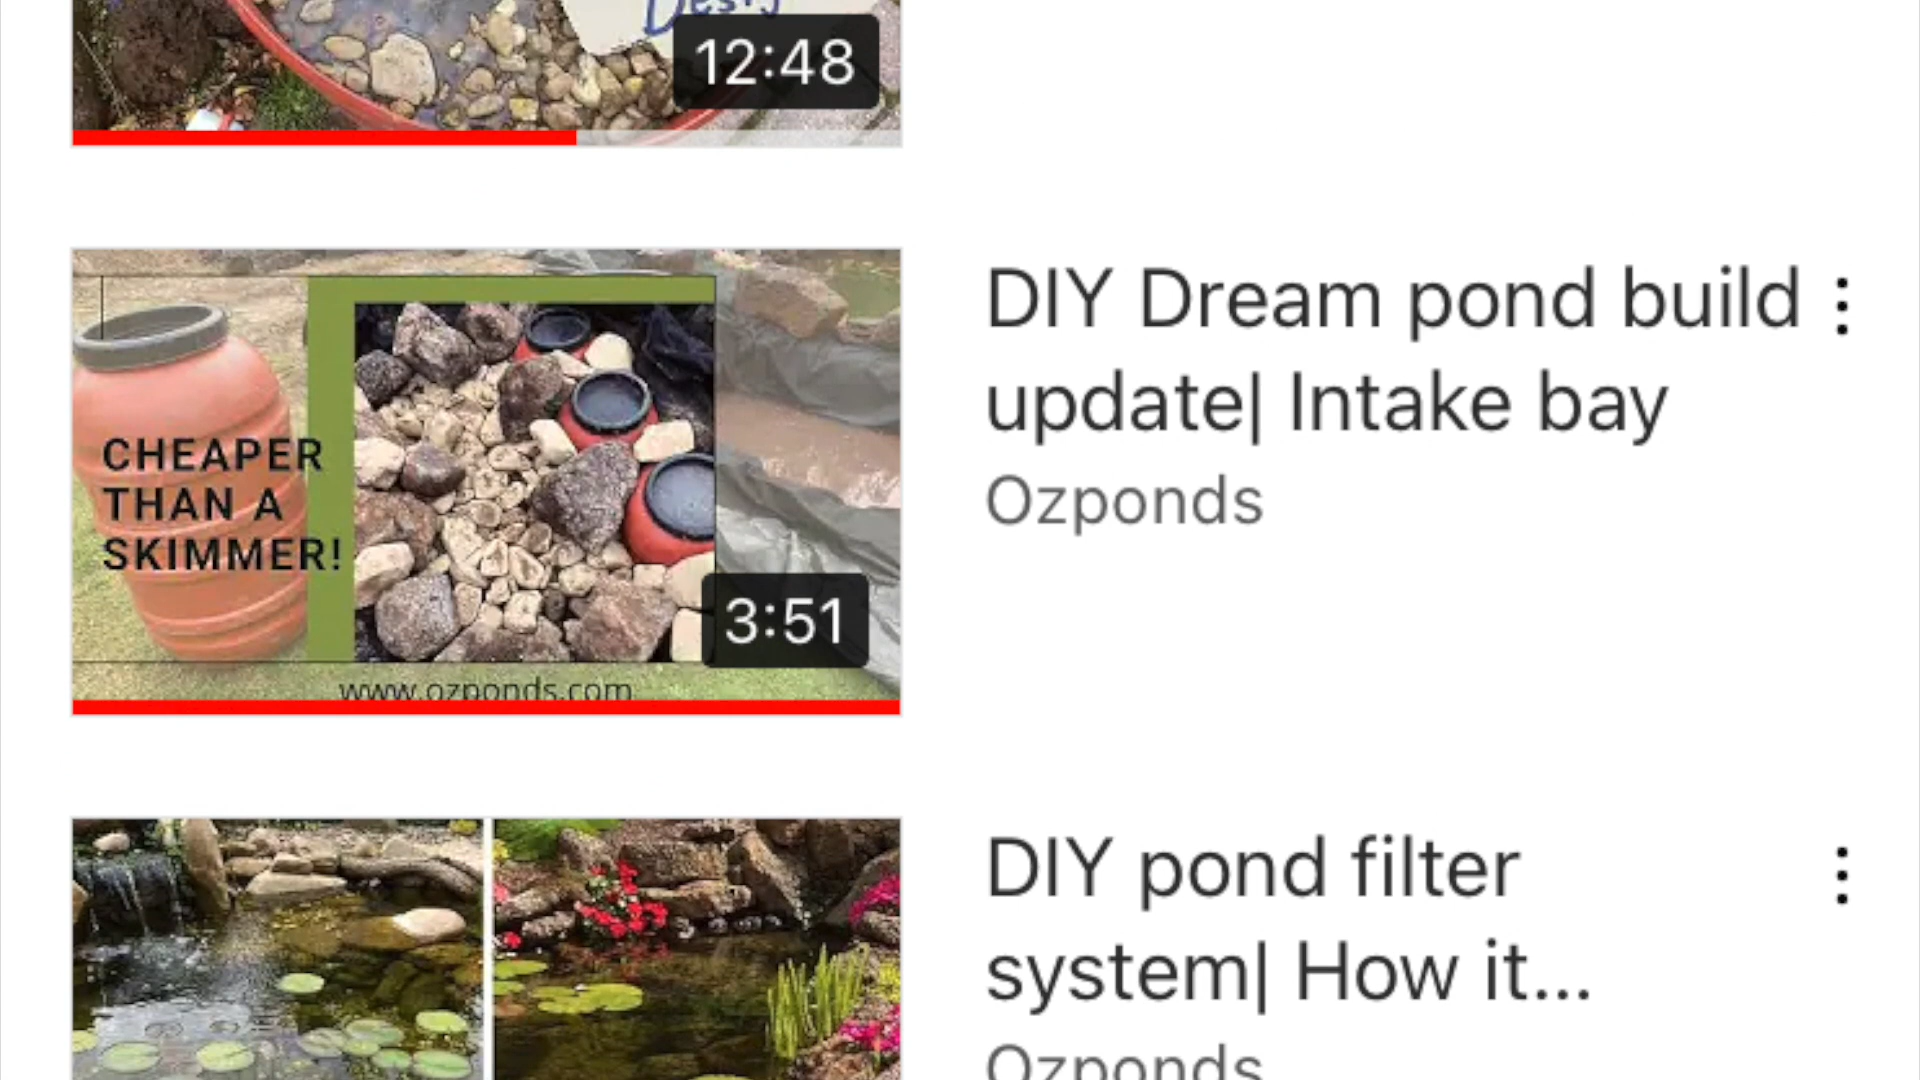 12:48
DIY Dream pond build
update| Intake bay
Ozponds
CHEAPER
THAN A
SKIMMER!
3:51
www.ozponds.com
DIY pond filter
system| How it...
Ozponds